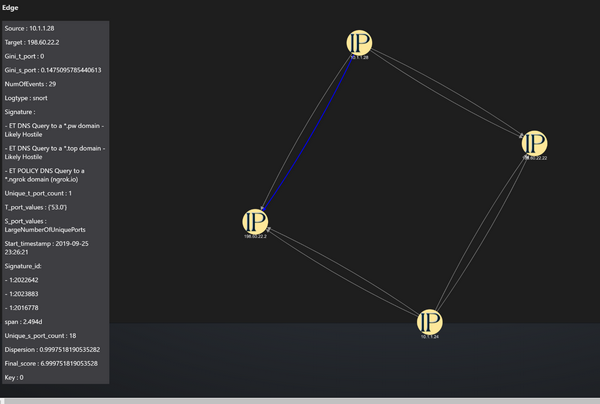 Edge
Source : 10.1.1.28
Target : 198.60.22.2
Gini_t_port : 0
Gini_s_port : 0.1475095785440613
NumOfEvents : 29
Logtype : snort
Signature :
- ET DNS Query to a *.pw domain -
Likely Hostile
- ET DNS Query to a *.top domain -
Likely Hostile
- ET POLICY DNS Query to a
*.ngrok domain (ngrok.io)
Unique_t_port_count : 1
T_port_values : {'53.0'}
S_port_values :
LargeNumberOfUniquePorts
Start_timestamp : 2019-09-25
23:26:21
Signature_id:
- 1:2022642
- 1:2023883
- 1:2016778
span : 2.494d
Unique_s_port_count : 18
Dispersion : 0.9997518190535282
Final_score : 6.999751819053528
Key : 0
IP
10.1.1.28
IP
198.60.22.22
IP
198.60.22.2
IP
10.1.1.24